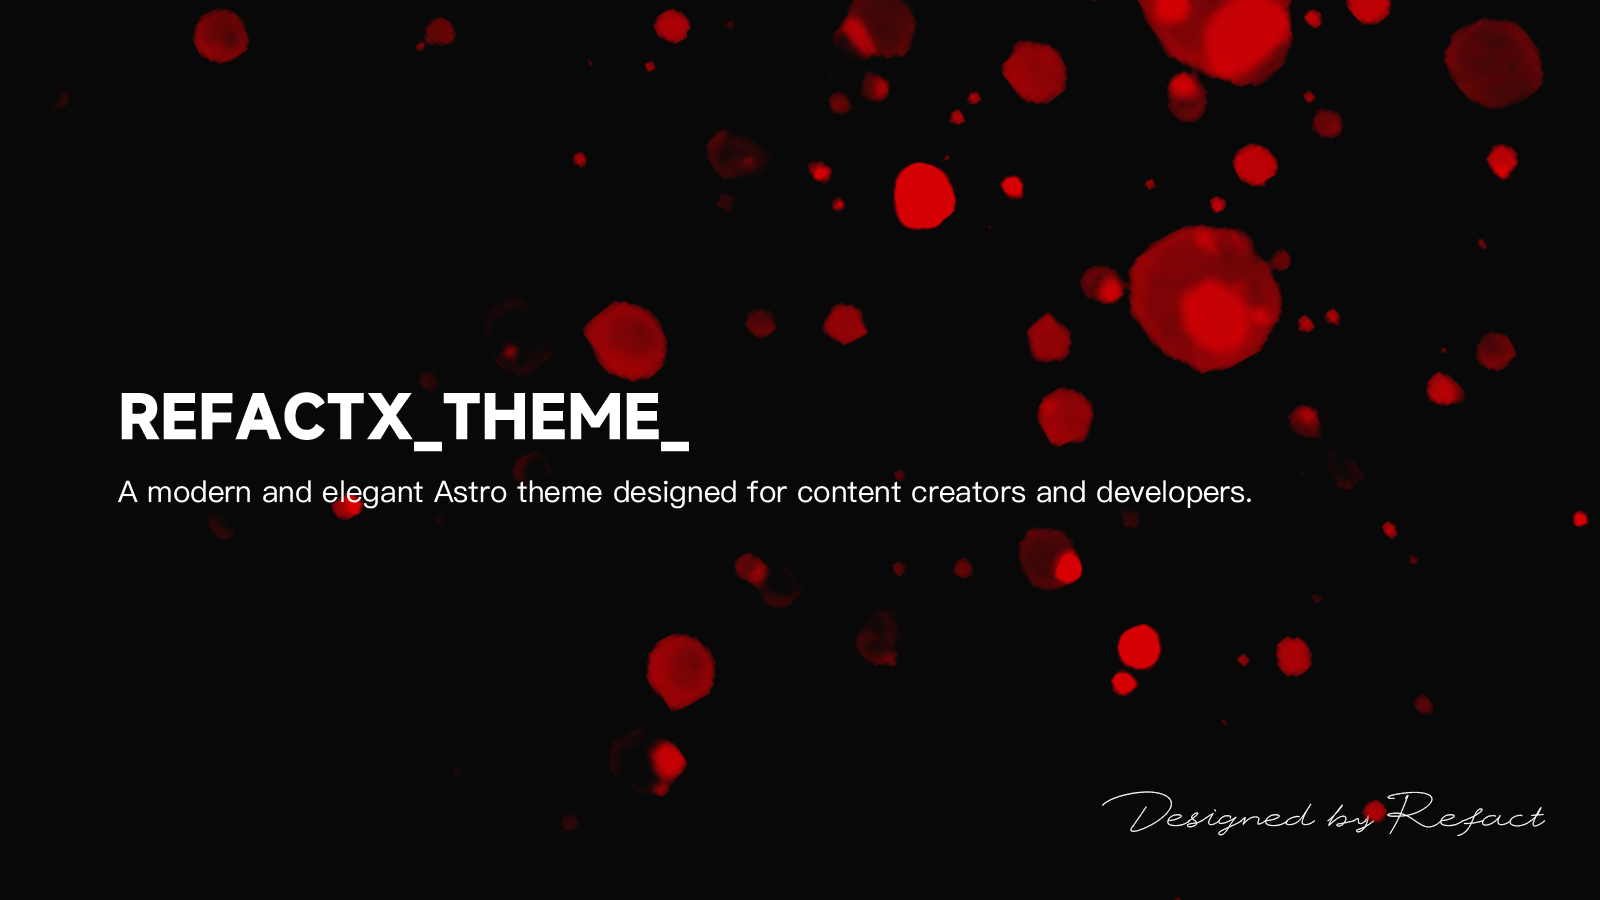 REFACTX_THEME_
A modern and elegant Astro theme designed for content creators and developers.
Designed by Refact